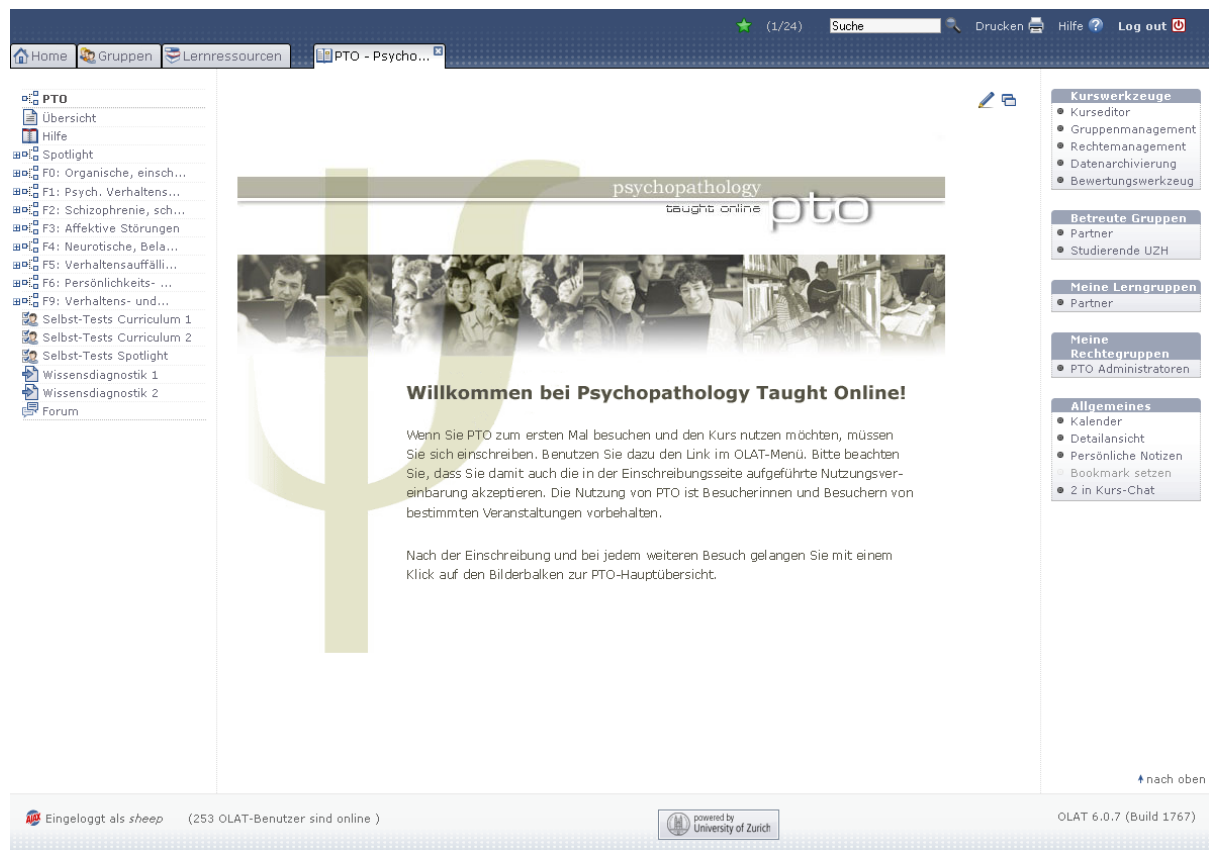 (1/24) Suche Drucken Hilfe Log out
Home Gruppen Lernressourcen PTO - Psycho...
PTO
Übersicht
Hilfe
Spotlight
F0: Organische, einsch...
F1: Psych. Verhaltens...
F2: Schizophrenie, sch...
F3: Affektive Störungen
F4: Neurotische, Bela...
F5: Verhaltensauffälli...
F6: Persönlichkeits- ...
F9: Verhaltens- und...
Selbst-Tests Curriculum 1
Selbst-Tests Curriculum 2
Selbst-Tests Spotlight
Wissensdiagnostik 1
Wissensdiagnostik 2
Forum
psychopathology
taught online pto
Willkommen bei Psychopathology Taught Online!
Wenn Sie PTO zum ersten Mal besuchen und den Kurs nutzen möchten, müssen
Sie sich einschreiben. Benutzen Sie dazu den Link im OLAT-Menü. Bitte beachten
Sie, dass Sie damit auch die in der Einschreibungsseite aufgeführte Nutzungsver-
einbarung akzeptieren. Die Nutzung von PTO ist Besucherinnen und Besuchern von
bestimmten Veranstaltungen vorbehalten.
Nach der Einschreibung und bei jedem weiteren Besuch gelangen Sie mit einem
Klick auf den Bilderbalken zur PTO-Hauptübersicht.
Kurswerkzeuge
Kurseditor
Gruppenmanagement
Rechtemanagement
Datenarchivierung
Bewertungswerkzeug
Betreute Gruppen
Partner
Studierende UZH
Meine Lerngruppen
Partner
Meine
Rechtegruppen
PTO Administratoren
Allgemeines
Kalender
Detailansicht
Persönliche Notizen
Bookmark setzen
2 in Kurs-Chat
nach oben
AJAX Eingeloggt als sheep (253 OLAT-Benutzer sind online )
powered by
University of Zurich
OLAT 6.0.7 (Build 1767)